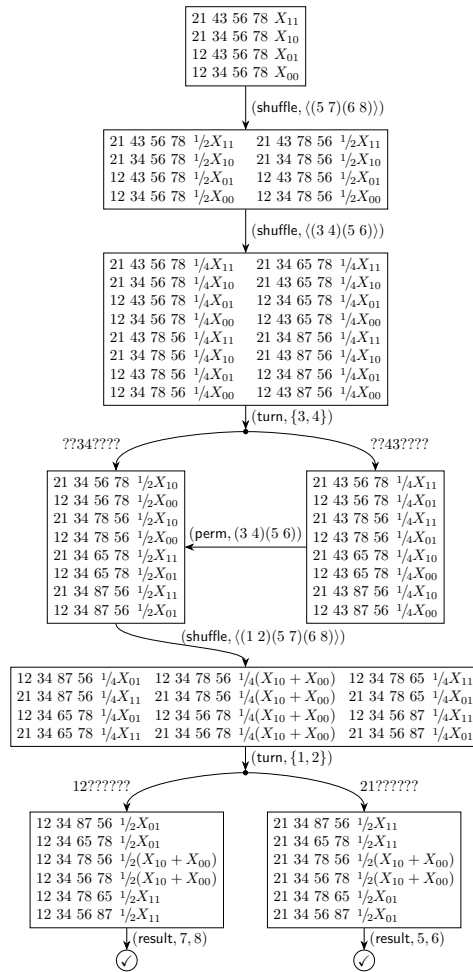 21 43 56 78 X₁₁
21 34 56 78 X₁₀
12 43 56 78 X₀₁
12 34 56 78 X₀₀
(shuffle, ⟨(5 7)(6 8)⟩)
21 43 56 78 ½X₁₁ 21 43 78 56 ½X₁₁
21 34 56 78 ½X₁₀ 21 34 78 56 ½X₁₀
12 43 56 78 ½X₀₁ 12 43 78 56 ½X₀₁
12 34 56 78 ½X₀₀ 12 34 78 56 ½X₀₀
(shuffle, ⟨(3 4)(5 6)⟩)
21 43 56 78 ¼X₁₁ 21 34 65 78 ¼X₁₁
21 34 56 78 ¼X₁₀ 21 43 65 78 ¼X₁₀
12 43 56 78 ¼X₀₁ 12 34 65 78 ¼X₀₁
12 34 56 78 ¼X₀₀ 12 43 65 78 ¼X₀₀
21 43 78 56 ¼X₁₁ 21 34 87 56 ¼X₁₁
21 34 78 56 ¼X₁₀ 21 43 87 56 ¼X₁₀
12 43 78 56 ¼X₀₁ 12 34 87 56 ¼X₀₁
12 34 78 56 ¼X₀₀ 12 43 87 56 ¼X₀₀
(turn, {3, 4})
??34???? ??43????
21 34 56 78 ½X₁₀
12 34 56 78 ½X₀₀
21 34 78 56 ½X₁₀
12 34 78 56 ½X₀₀
21 34 65 78 ½X₁₁
12 34 65 78 ½X₀₁
21 34 87 56 ½X₁₁
12 34 87 56 ½X₀₁
(perm, (3 4)(5 6))
21 43 56 78 ¼X₁₁
12 43 56 78 ¼X₀₁
21 43 78 56 ¼X₁₁
12 43 78 56 ¼X₀₁
21 43 65 78 ¼X₁₀
12 43 65 78 ¼X₀₀
21 43 87 56 ¼X₁₀
12 43 87 56 ¼X₀₀
(shuffle, ⟨(1 2)(5 7)(6 8)⟩)
12 34 87 56 ¼X₀₁ 12 34 78 56 ¼(X₁₀ + X₀₀) 12 34 78 65 ¼X₁₁
21 34 87 56 ¼X₁₁ 21 34 78 56 ¼(X₁₀ + X₀₀) 21 34 78 65 ¼X₀₁
12 34 65 78 ¼X₀₁ 12 34 56 78 ¼(X₁₀ + X₀₀) 12 34 56 87 ¼X₁₁
21 34 65 78 ¼X₁₁ 21 34 56 78 ¼(X₁₀ + X₀₀) 21 34 56 87 ¼X₀₁
(turn, {1, 2})
12?????? 21??????
12 34 87 56 ½X₀₁
12 34 65 78 ½X₀₁
12 34 78 56 ½(X₁₀ + X₀₀)
12 34 56 78 ½(X₁₀ + X₀₀)
12 34 78 65 ½X₁₁
12 34 56 87 ½X₁₁
21 34 87 56 ½X₁₁
21 34 65 78 ½X₁₁
21 34 78 56 ½(X₁₀ + X₀₀)
21 34 56 78 ½(X₁₀ + X₀₀)
21 34 78 65 ½X₀₁
21 34 56 87 ½X₀₁
(result, 7, 8) (result, 5, 6)
✓ ✓